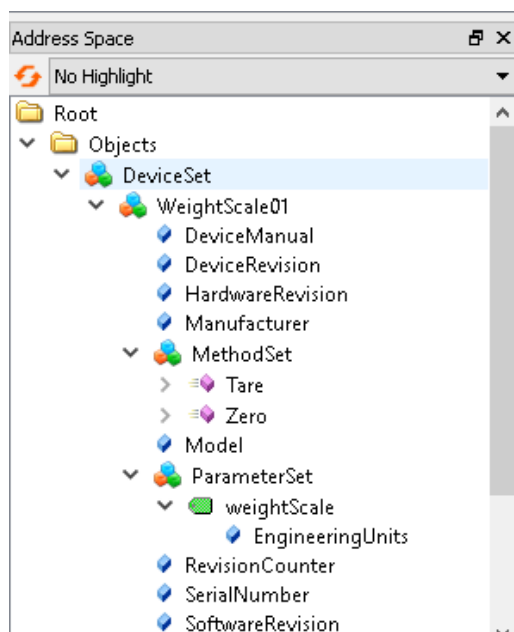 Address Space
No Highlight
Root
Objects
DeviceSet
WeightScale01
DeviceManual
DeviceRevision
HardwareRevision
Manufacturer
MethodSet
Tare
Zero
Model
ParameterSet
weightScale
EngineeringUnits
RevisionCounter
SerialNumber
SoftwareRevision